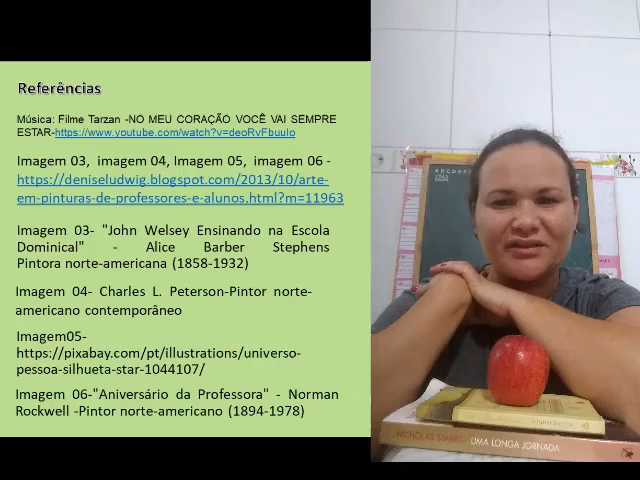 Referências
Música: Filme Tarzan -NO MEU CORAÇÃO VOCÊ VAI SEMPRE
ESTAR-https://www.youtube.com/watch?v=deoRvFbuulo
Imagem 03, imagem 04, Imagem 05, imagem 06 -
https://deniseludwig.blogspot.com/2013/10/arte-
em-pinturas-de-professores-e-alunos.html?m=11963
Imagem 03- "John Welsey Ensinando na Escola
Dominical" - Alice Barber Stephens
Pintora norte-americana (1858-1932)
Imagem 04- Charles L. Peterson-Pintor norte-
americano contemporâneo
Imagem05-
https://pixabay.com/pt/illustrations/universo-
pessoa-silhueta-star-1044107/
Imagem 06-"Aniversário da Professora" - Norman
Rockwell -Pintor norte-americano (1894-1978)
NICHOLAS SPARKS UMA LONGA JORNADA